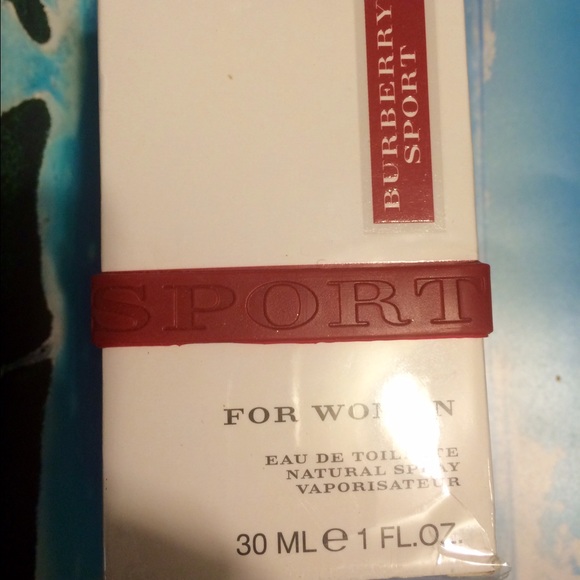 BURBERRY
SPORT
SPORT
FOR WOMEN
EAU DE TOILETTE
NATURAL SPRAY
VAPORISATEUR
30 ML e 1 FL.OZ.